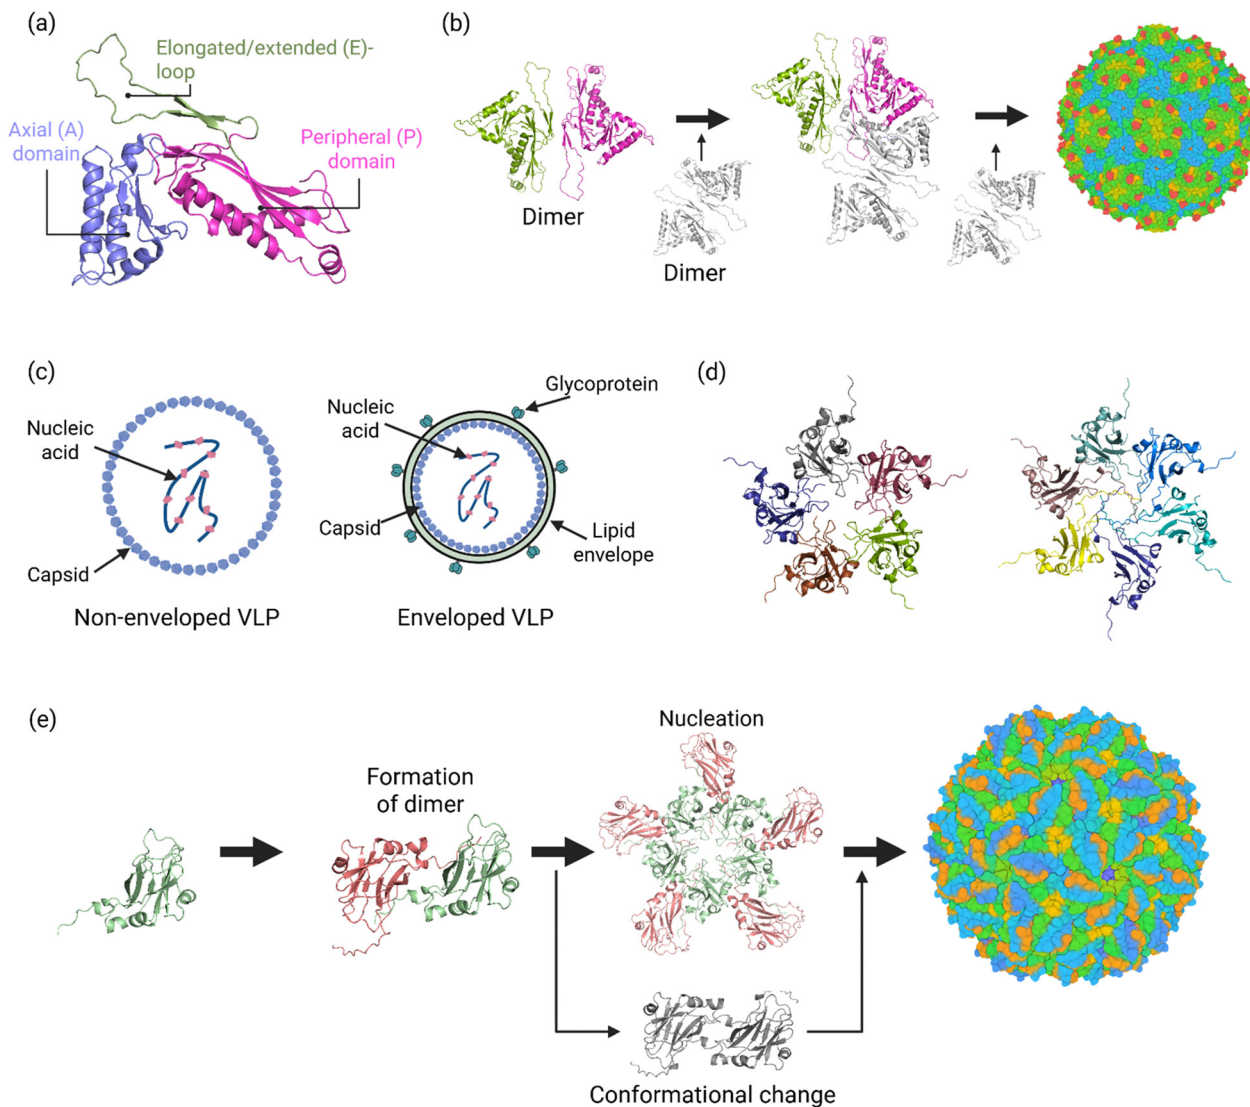 (a)
Elongated/extended (E)-
loop
Axial (A)
domain
Peripheral (P)
domain
(b)
Dimer
Dimer
(c)
Nucleic
acid
Capsid
Non-enveloped VLP
Glycoprotein
Nucleic
acid
Capsid
Lipid
envelope
Enveloped VLP
(d)
(e)
Formation
of dimer
Nucleation
Conformational change